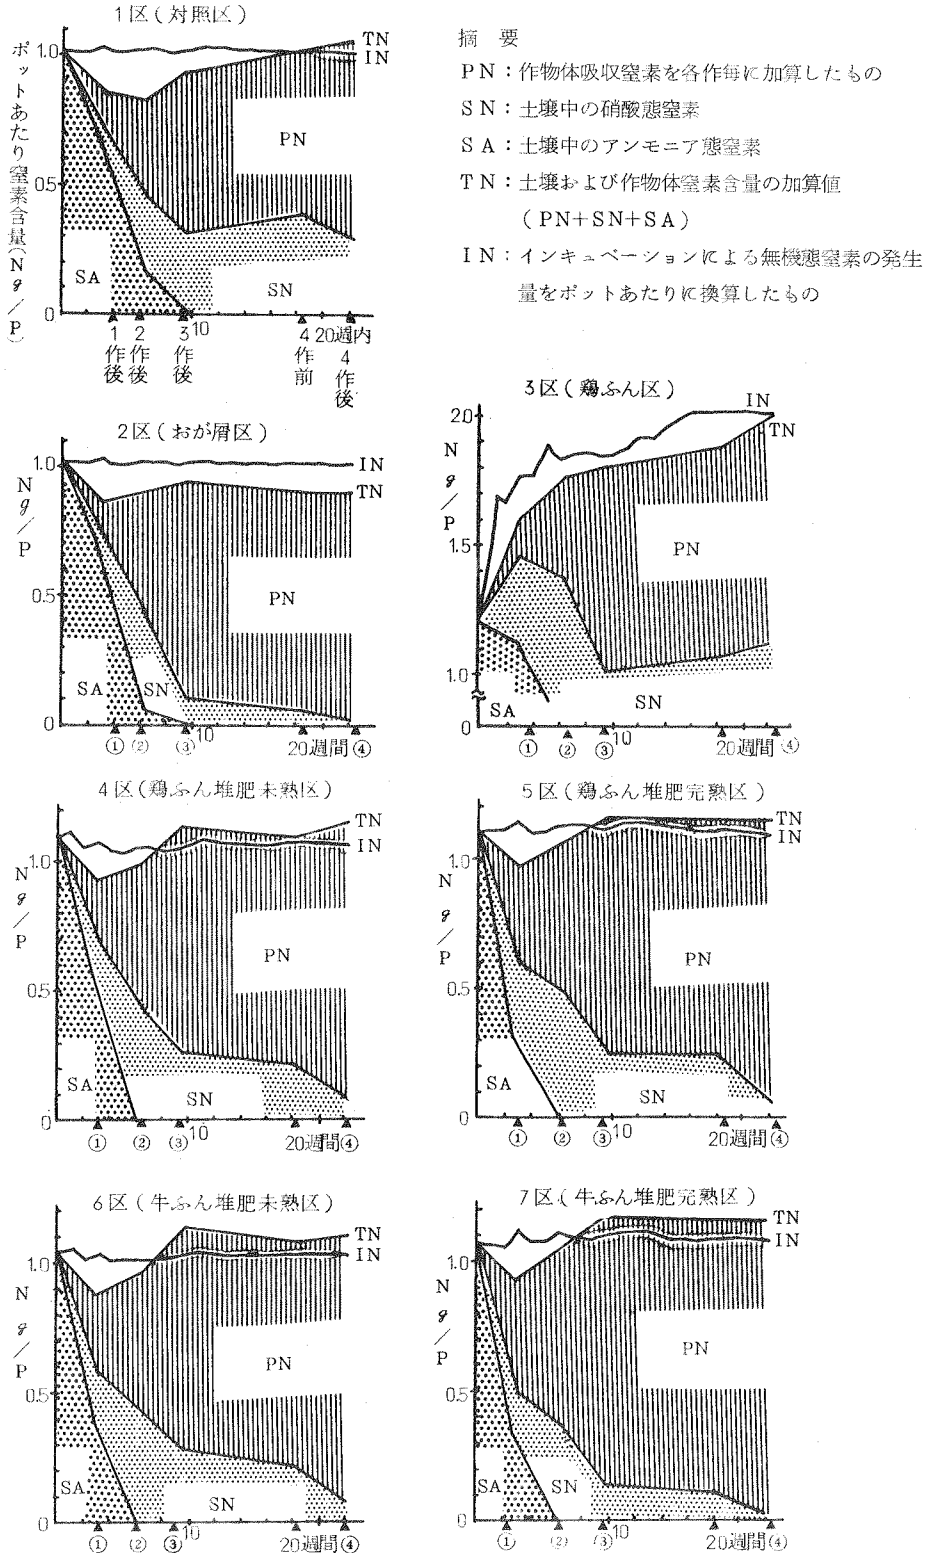 1区(対照区)
ポットあたり窒素含量(Ng/P)
1.0
0.5
0
TN
IN
PN
SA
SN
10
20週内
1作後
2作後
3作後
4作前
4作後
摘 要
PN:作物体吸収窒素を各作毎に加算したもの
SN:土壌中の硝酸態窒素
SA:土壌中のアンモニア態窒素
TN:土壌および作物体窒素含量の加算値
(PN+SN+SA)
IN:インキュベーションによる無機態窒素の発生
量をポットあたりに換算したもの
2区(おが屑区)
Ng/P
1.0
0.5
0
IN
TN
PN
SA
SN
① ② ③ 10 20週間 ④
3区(鶏ふん区)
Ng/P
2.0
1.5
1.0
0
IN
TN
PN
SA
SN
① ② ③ 10 20週間 ④
4区(鶏ふん堆肥未熟区)
Ng/P
1.0
0.5
0
TN
IN
PN
SA
SN
① ② ③ 10 20週間 ④
5区(鶏ふん堆肥完熟区)
Ng/P
1.0
0.5
0
TN
IN
PN
SA
SN
① ② ③ 10 20週間 ④
6区(牛ふん堆肥未熟区)
Ng/P
1.0
0.5
0
TN
IN
PN
SA
SN
① ② ③ 10 20週間 ④
7区(牛ふん堆肥完熟区)
Ng/P
1.0
0.5
0
TN
IN
PN
SA
SN
① ② ③ 10 20週間 ④